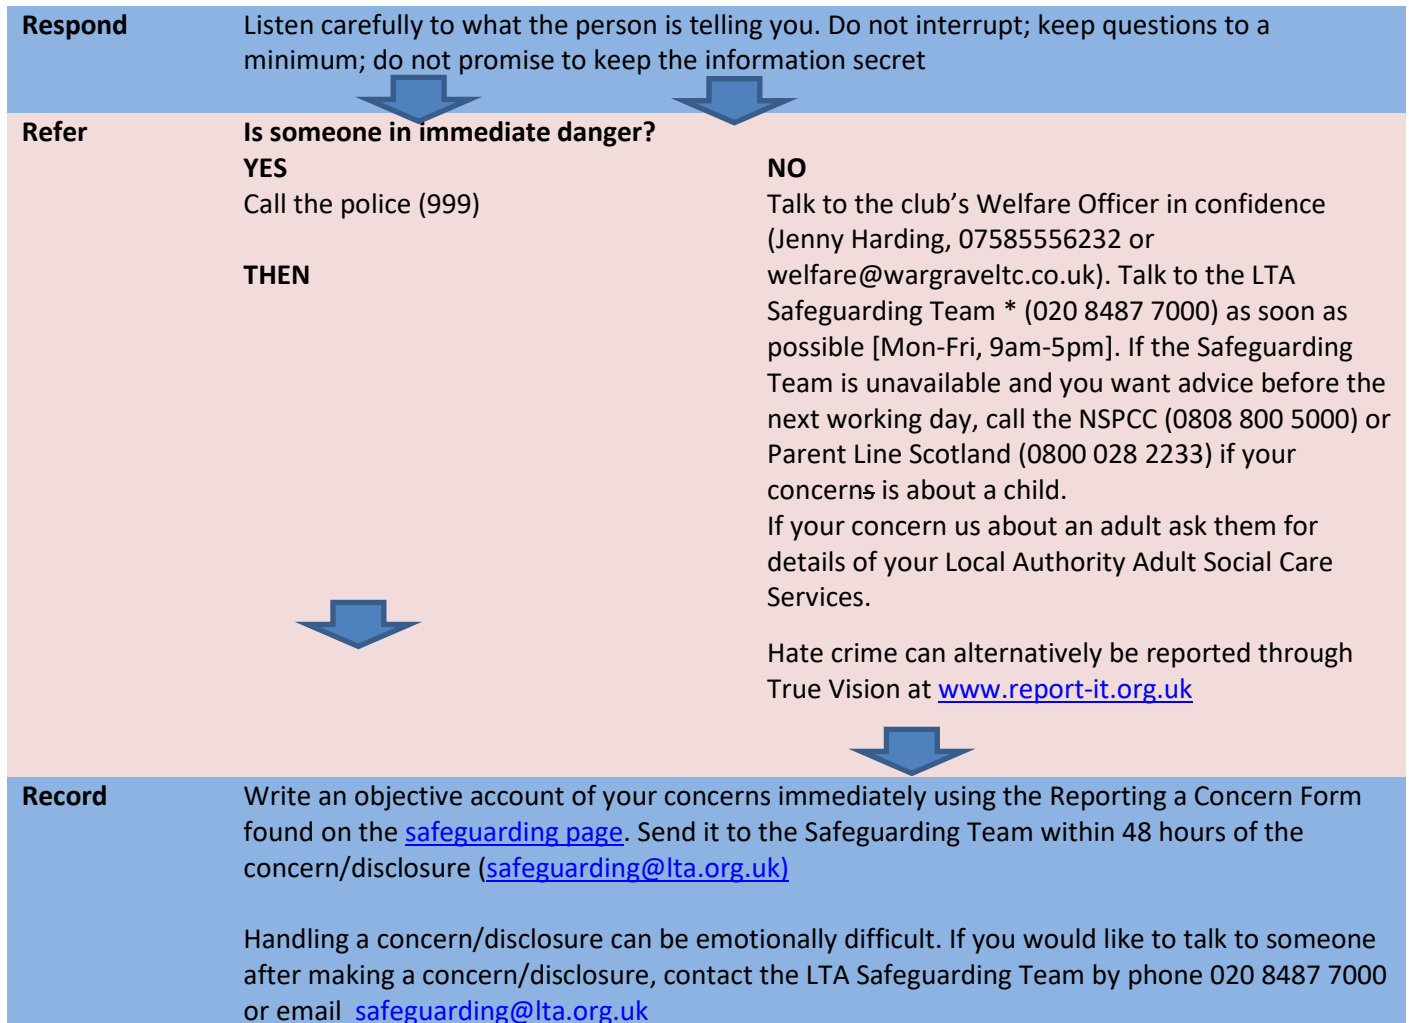 Respond
Listen carefully to what the person is telling you. Do not interrupt; keep questions to a
minimum; do not promise to keep the information secret
Refer
Is someone in immediate danger?
YES
Call the police (999)
THEN
NO
Talk to the club’s Welfare Officer in confidence
(Jenny Harding, 07585556232 or
welfare@wargraveltc.co.uk). Talk to the LTA
Safeguarding Team * (020 8487 7000) as soon as
possible [Mon-Fri, 9am-5pm]. If the Safeguarding
Team is unavailable and you want advice before the
next working day, call the NSPCC (0808 800 5000) or
Parent Line Scotland (0800 028 2233) if your
concerns is about a child.
If your concern us about an adult ask them for
details of your Local Authority Adult Social Care
Services.
Hate crime can alternatively be reported through
True Vision at www.report-it.org.uk
Record
Write an objective account of your concerns immediately using the Reporting a Concern Form
found on the safeguarding page. Send it to the Safeguarding Team within 48 hours of the
concern/disclosure (safeguarding@lta.org.uk)
Handling a concern/disclosure can be emotionally difficult. If you would like to talk to someone
after making a concern/disclosure, contact the LTA Safeguarding Team by phone 020 8487 7000
or email safeguarding@lta.org.uk